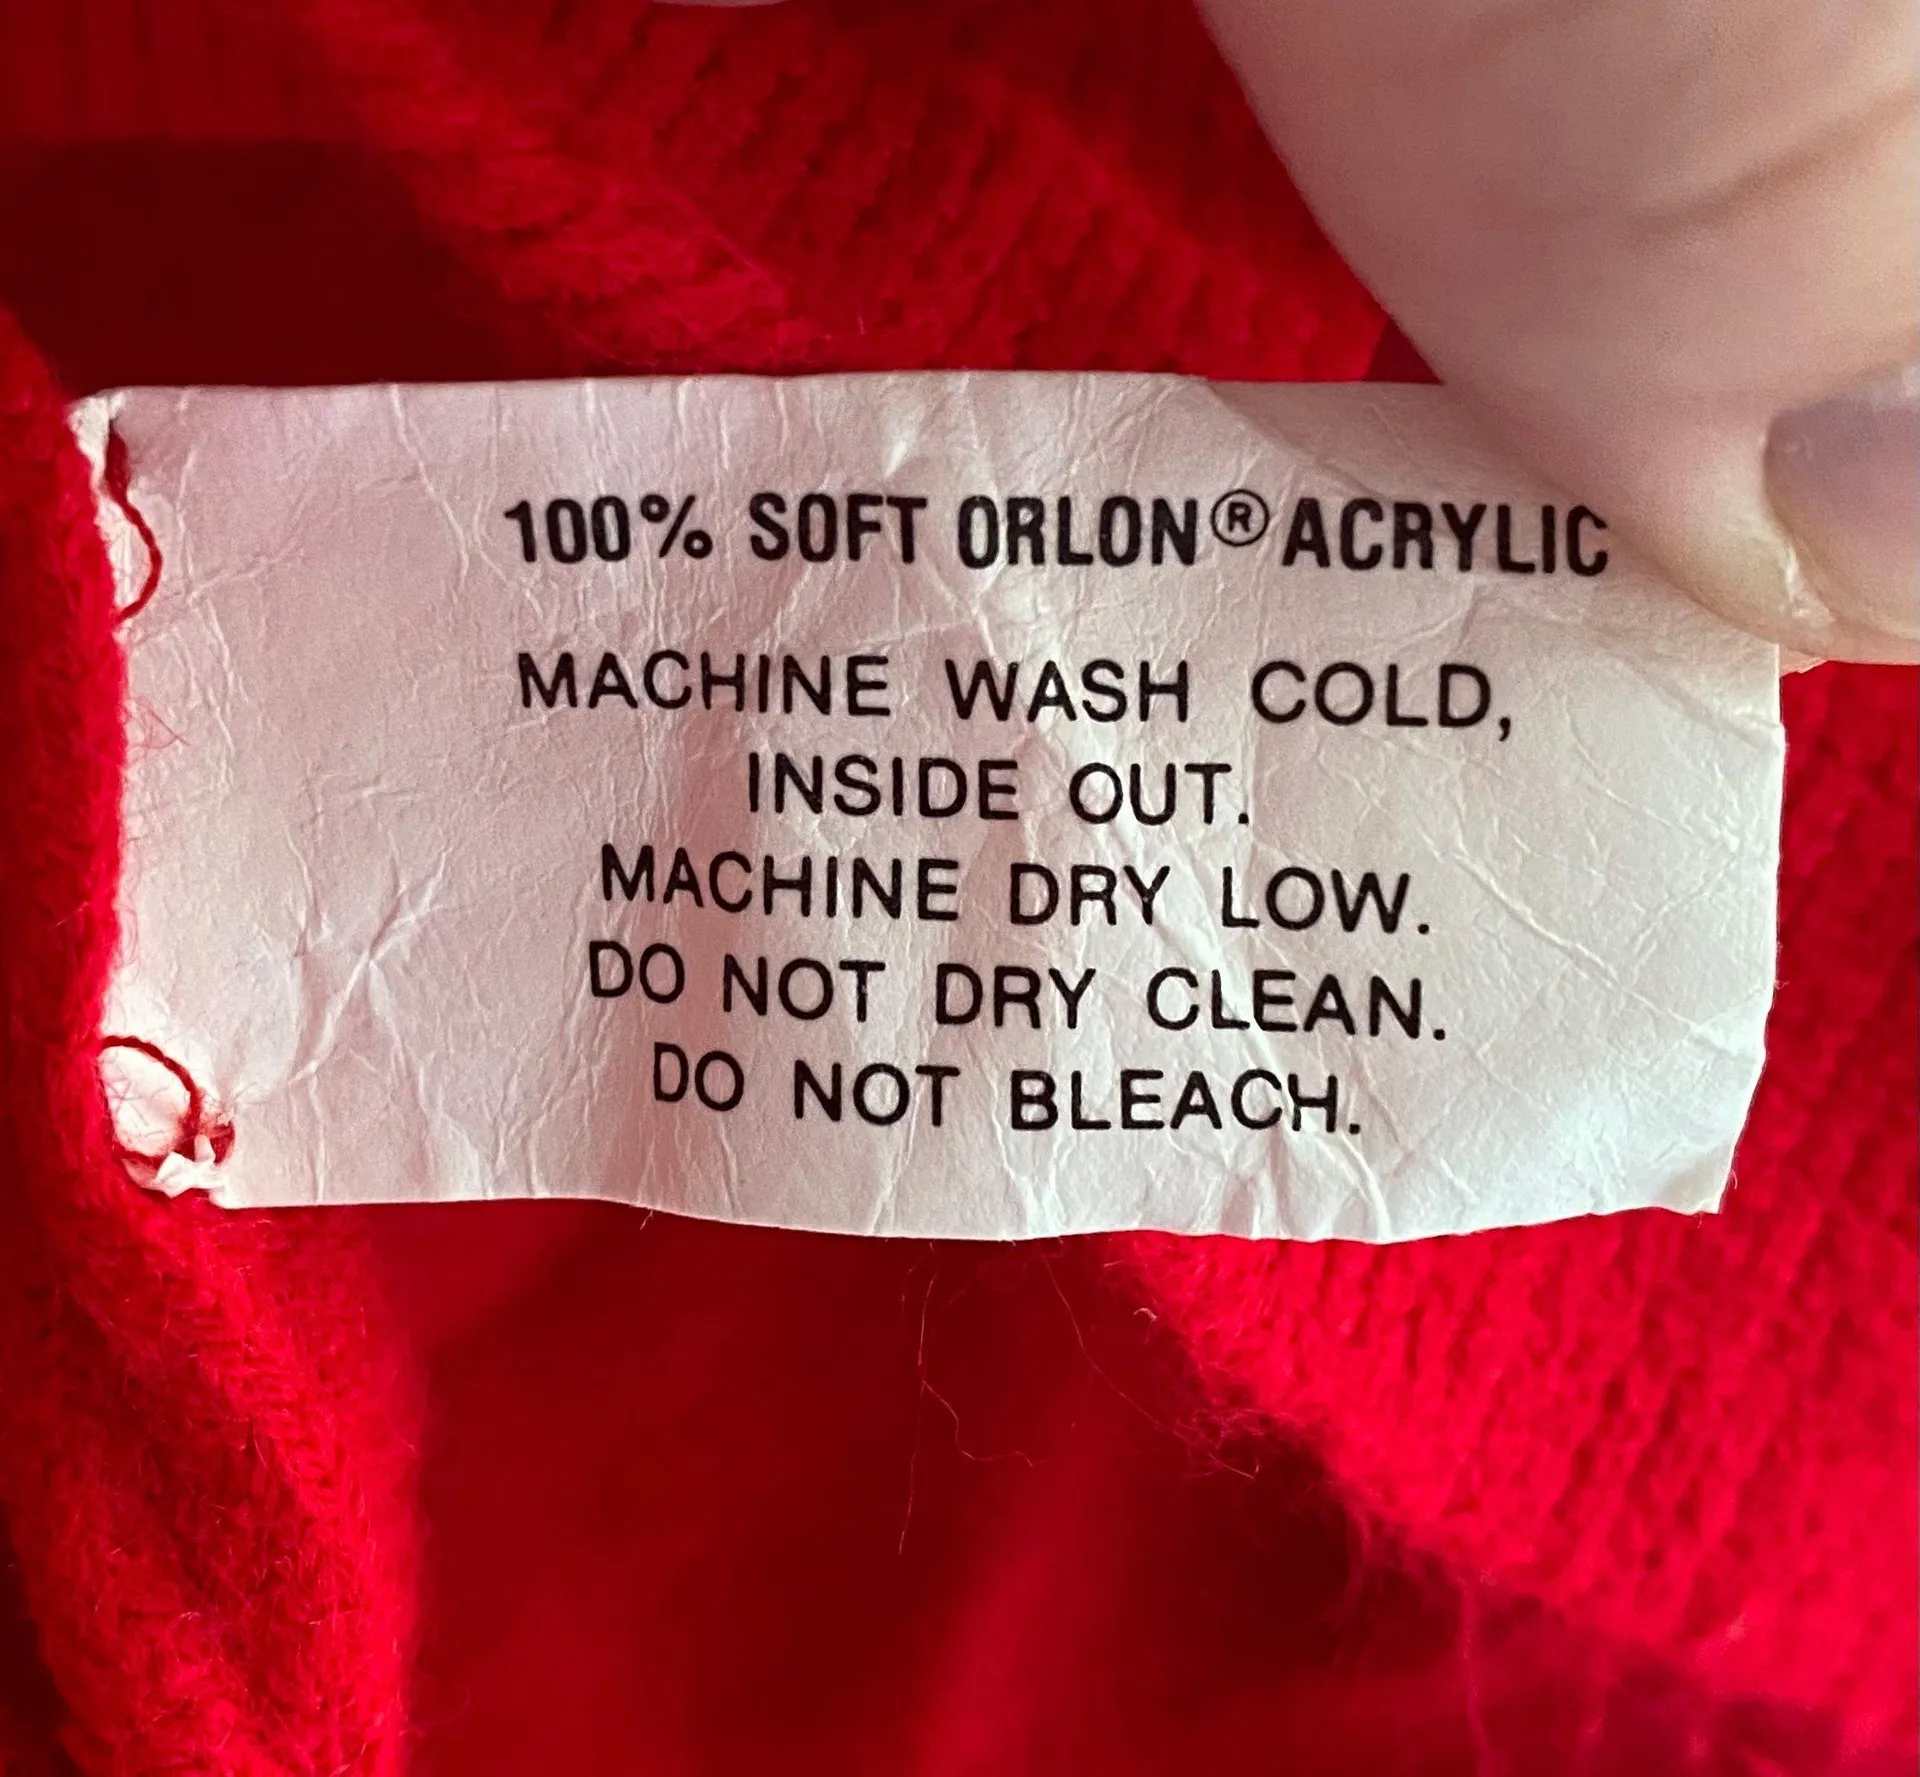 100% SOFT ORLON® ACRYLIC
MACHINE WASH COLD,
INSIDE OUT.
MACHINE DRY LOW.
DO NOT DRY CLEAN.
DO NOT BLEACH.